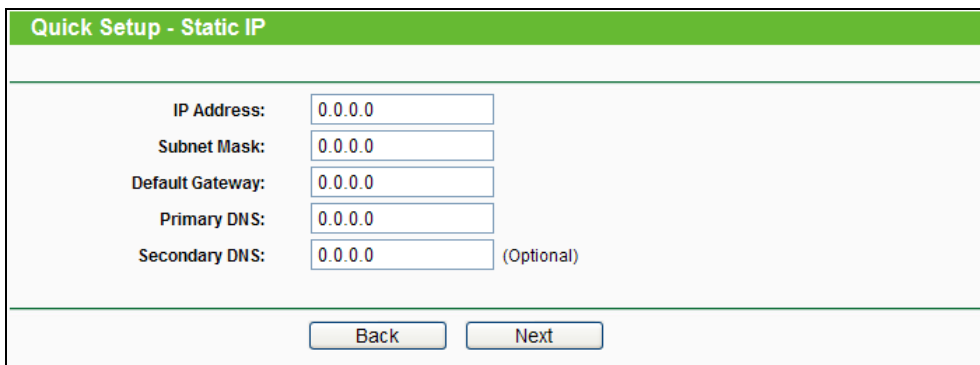 Quick Setup - Static IP
IP Address: 0.0.0.0
Subnet Mask: 0.0.0.0
Default Gateway: 0.0.0.0
Primary DNS: 0.0.0.0
Secondary DNS: 0.0.0.0 (Optional)
Back Next